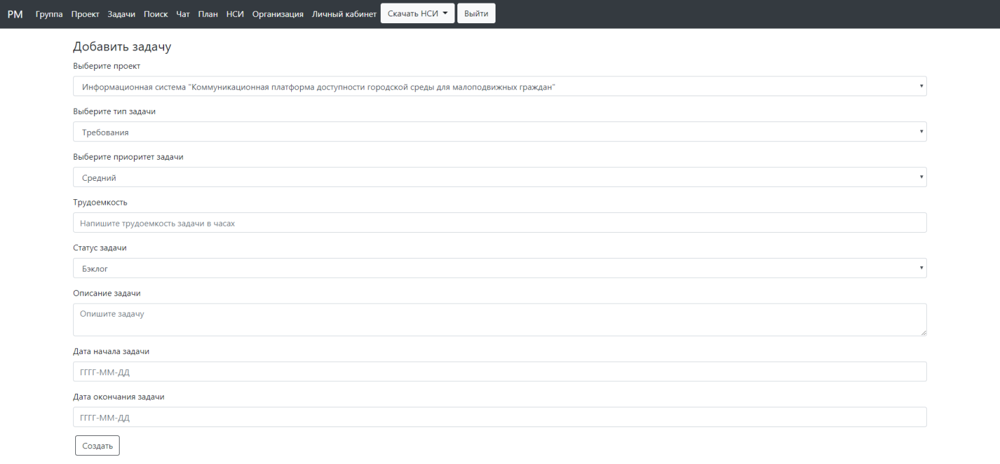 PM Группа Проект Задачи Поиск Чат План НСИ Организация Личный кабинет Скачать НСИ Выйти
Добавить задачу
Выберите проект
Информационная система "Коммуникационная платформа доступности городской среды для малоподвижных граждан"
Выберите тип задачи
Требования
Выберите приоритет задачи
Средний
Трудоемкость
Напишите трудоемкость задачи в часах
Статус задачи
Бэклог
Описание задачи
Опишите задачу
Дата начала задачи
ГГГГ-ММ-ДД
Дата окончания задачи
ГГГГ-ММ-ДД
Создать